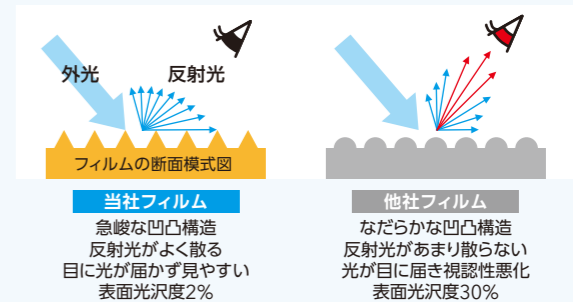 外光
反射光
フィルムの断面模式図
当社フィルム
急峻な凹凸構造
反射光がよく散る
目に光が届かず見やすい
表面光沢度2%
他社フィルム
なだらかな凹凸構造
反射光があまり散らない
光が目に届き視認性悪化
表面光沢度30%